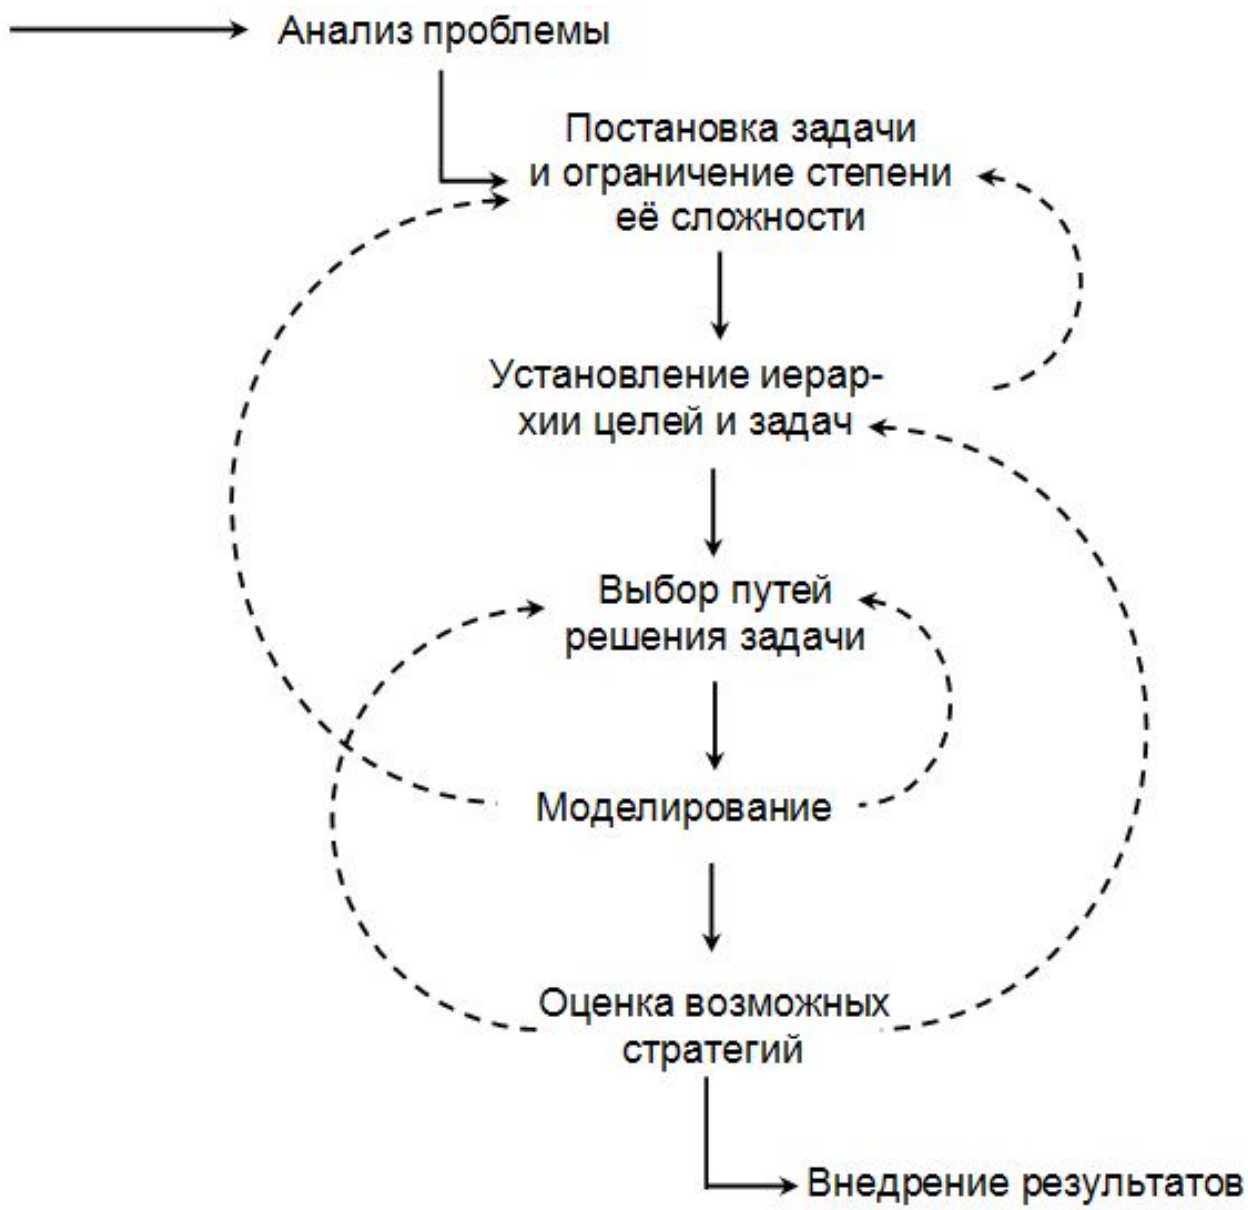 Анализ проблемы
Постановка задачи
и ограничение степени
её сложности
Установление иерар-
хии целей и задач
Выбор путей
решения задачи
Моделирование
Оценка возможных
стратегий
Внедрение результатов